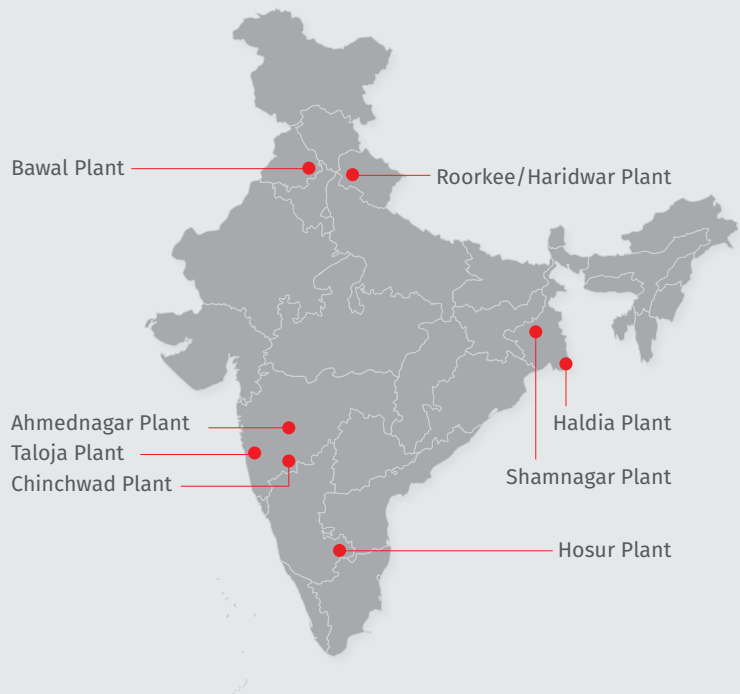 Bawal Plant
Roorkee/Haridwar Plant
Ahmednagar Plant
Taloja Plant
Chinchwad Plant
Haldia Plant
Shamnagar Plant
Hosur Plant